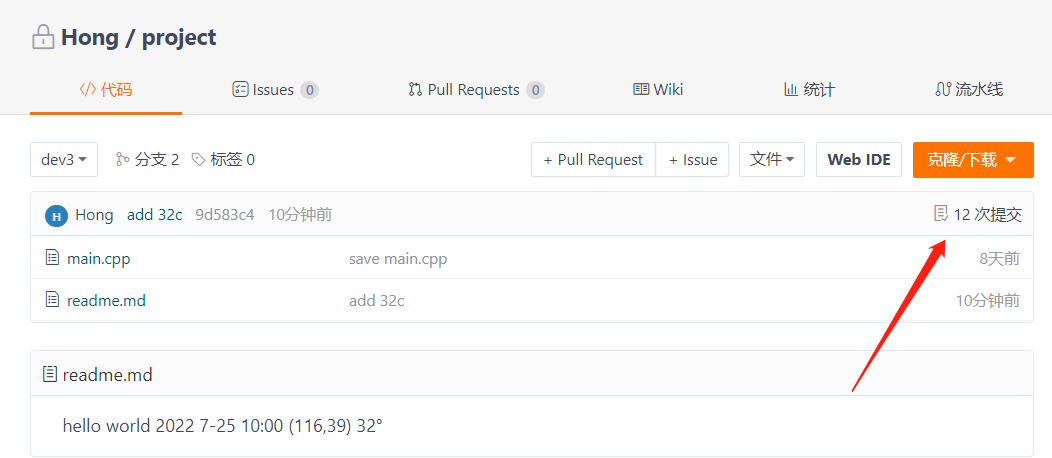 Hong / project
代码 Issues 0 Pull Requests 0 Wiki 统计 流水线
dev3 分支 2 标签 0 + Pull Request + Issue 文件 Web IDE 克隆/下载
H Hong add 32c 9d583c4 10分钟前 12 次提交
main.cpp save main.cpp 8天前
readme.md add 32c 10分钟前
readme.md
hello world 2022 7-25 10:00 (116,39) 32°